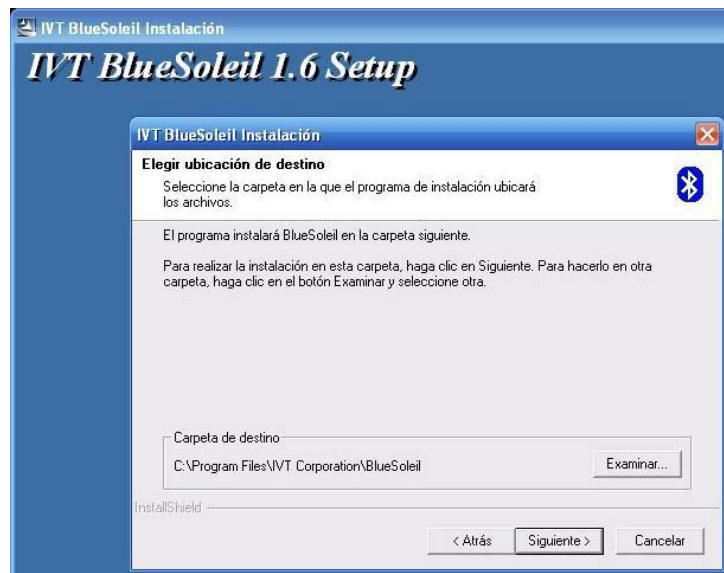 IVT BlueSoleil Instalación
IVT BlueSoleil 1.6 Setup
IVT BlueSoleil Instalación
Elegir ubicación de destino
Seleccione la carpeta en la que el programa de instalación ubicará
los archivos.
El programa instalará BlueSoleil en la carpeta siguiente.
Para realizar la instalación en esta carpeta, haga clic en Siguiente. Para hacerlo en otra
carpeta, haga clic en el botón Examinar y seleccione otra.
Carpeta de destino
C:\Program Files\IVT Corporation\BlueSoleil
Examinar...
InstallShield
< Atrás
Siguiente >
Cancelar